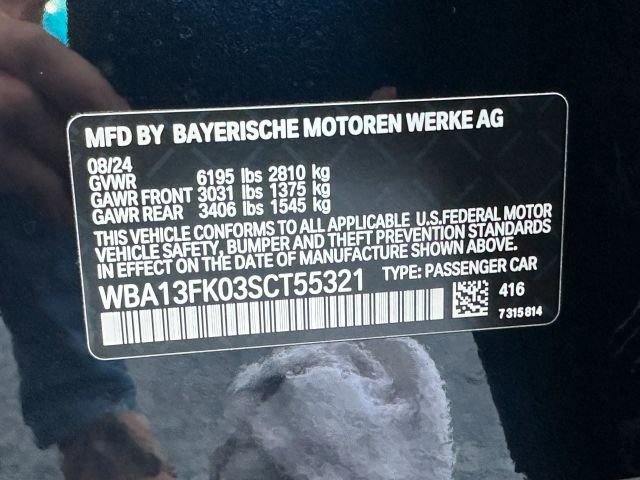 MFD BY BAYERISCHE MOTOREN WERKE AG
08/24
GVWR 6195 lbs 2810 kg
GAWR FRONT 3031 lbs 1375 kg
GAWR REAR 3406 lbs 1545 kg
THIS VEHICLE CONFORMS TO ALL APPLICABLE U.S.FEDERAL MOTOR
VEHICLE SAFETY, BUMPER AND THEFT PREVENTION STANDARDS
IN EFFECT ON THE DATE OF MANUFACTURE SHOWN ABOVE.
WBA13FK03SCT55321 TYPE: PASSENGER CAR
416
7315814